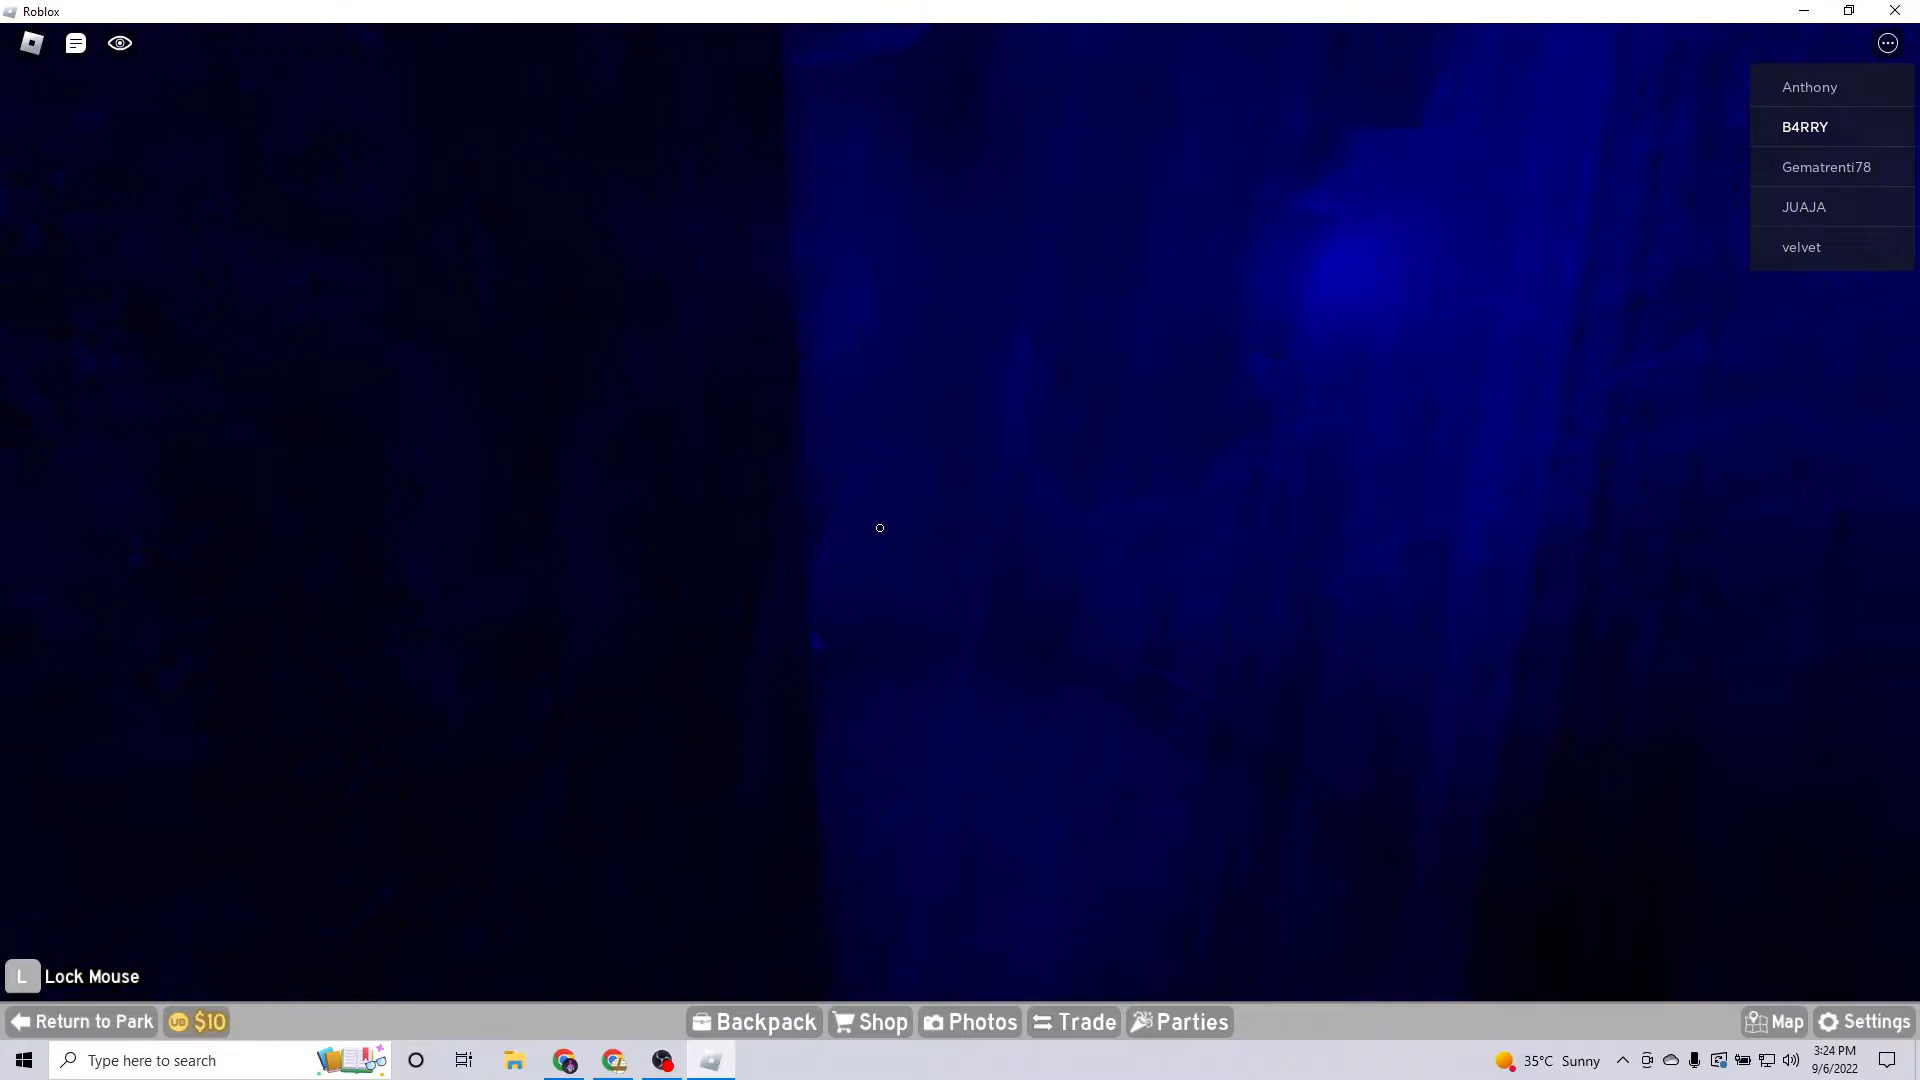 Roblox
Anthony
B4RRY
Gematrenti78
JUAJA
velvet
L Lock Mouse
Return to Park UB $10 Backpack Shop Photos Trade Parties Map Settings
Type here to search 35°C Sunny 3:24 PM
9/6/2022